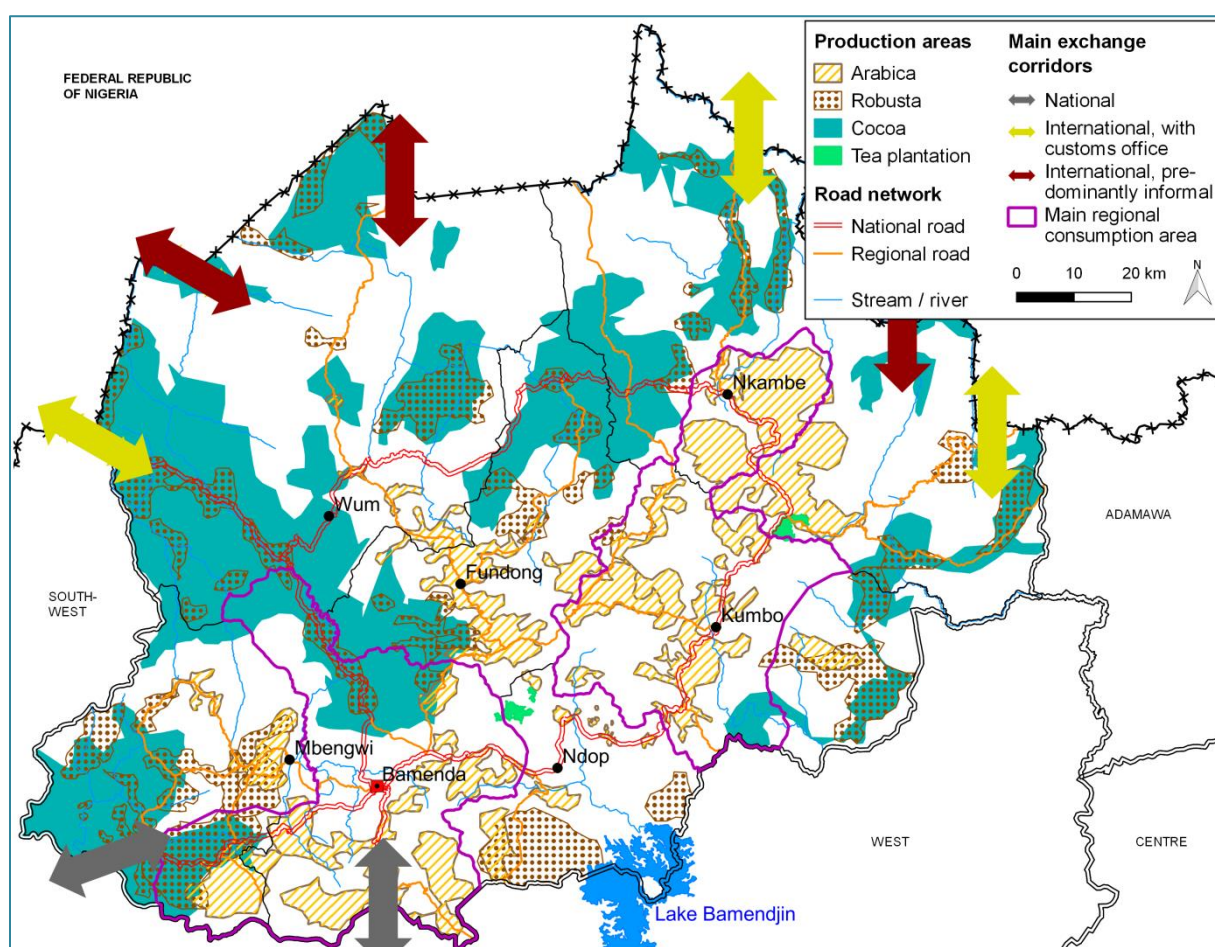 FEDERAL REPUBLIC
OF NIGERIA
Production areas
Arabica
Robusta
Cocoa
Tea plantation
Road network
National road
Regional road
Stream / river
Main exchange
corridors
National
International, with
customs office
International, pre-
dominantly informal
Main regional
consumption area
N
0 10 20 km
Nkambe
Wum
ADAMAWA
Fundong
SOUTH-
WEST
Kumbo
Mbengwi
Ndop
Bamenda
WEST
CENTRE
Lake Bamendjin